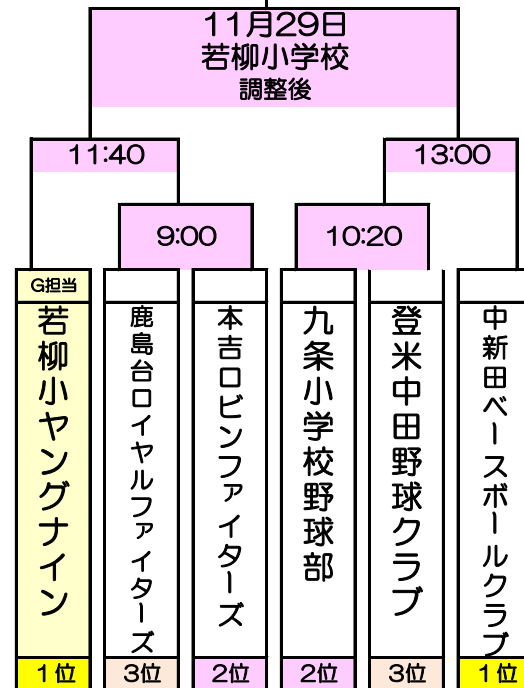 11月29日
若柳小学校
調整後
11:40
13:00
9:00
10:20
G担当
若柳小ヤングナイン
鹿島台ロイヤルファイターズ
本吉ロビンファイターズ
九条小学校野球部
登米中田野球クラブ
中新田ベースボールクラブ
1位
3位
2位
2位
3位
1位